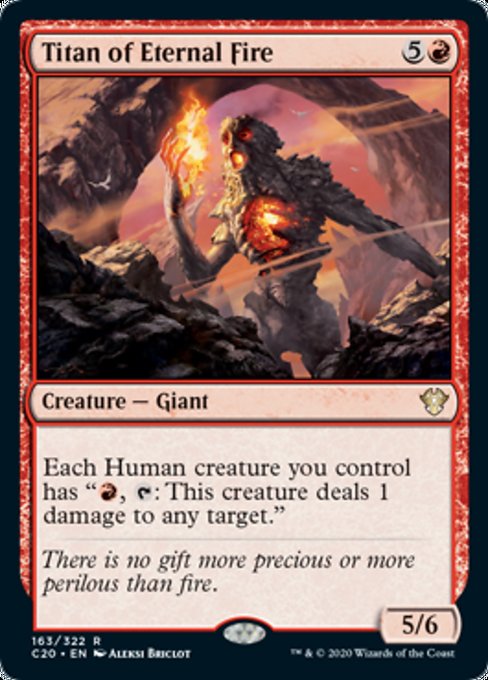 Titan of Eternal Fire 5
Creature — Giant
Each Human creature you control
has “, : This creature deals 1
damage to any target.”
There is no gift more precious or more
perilous than fire.
5/6
163/322 R
C20 • EN Aleksi Briclot
™ & © 2020 Wizards of the Coast